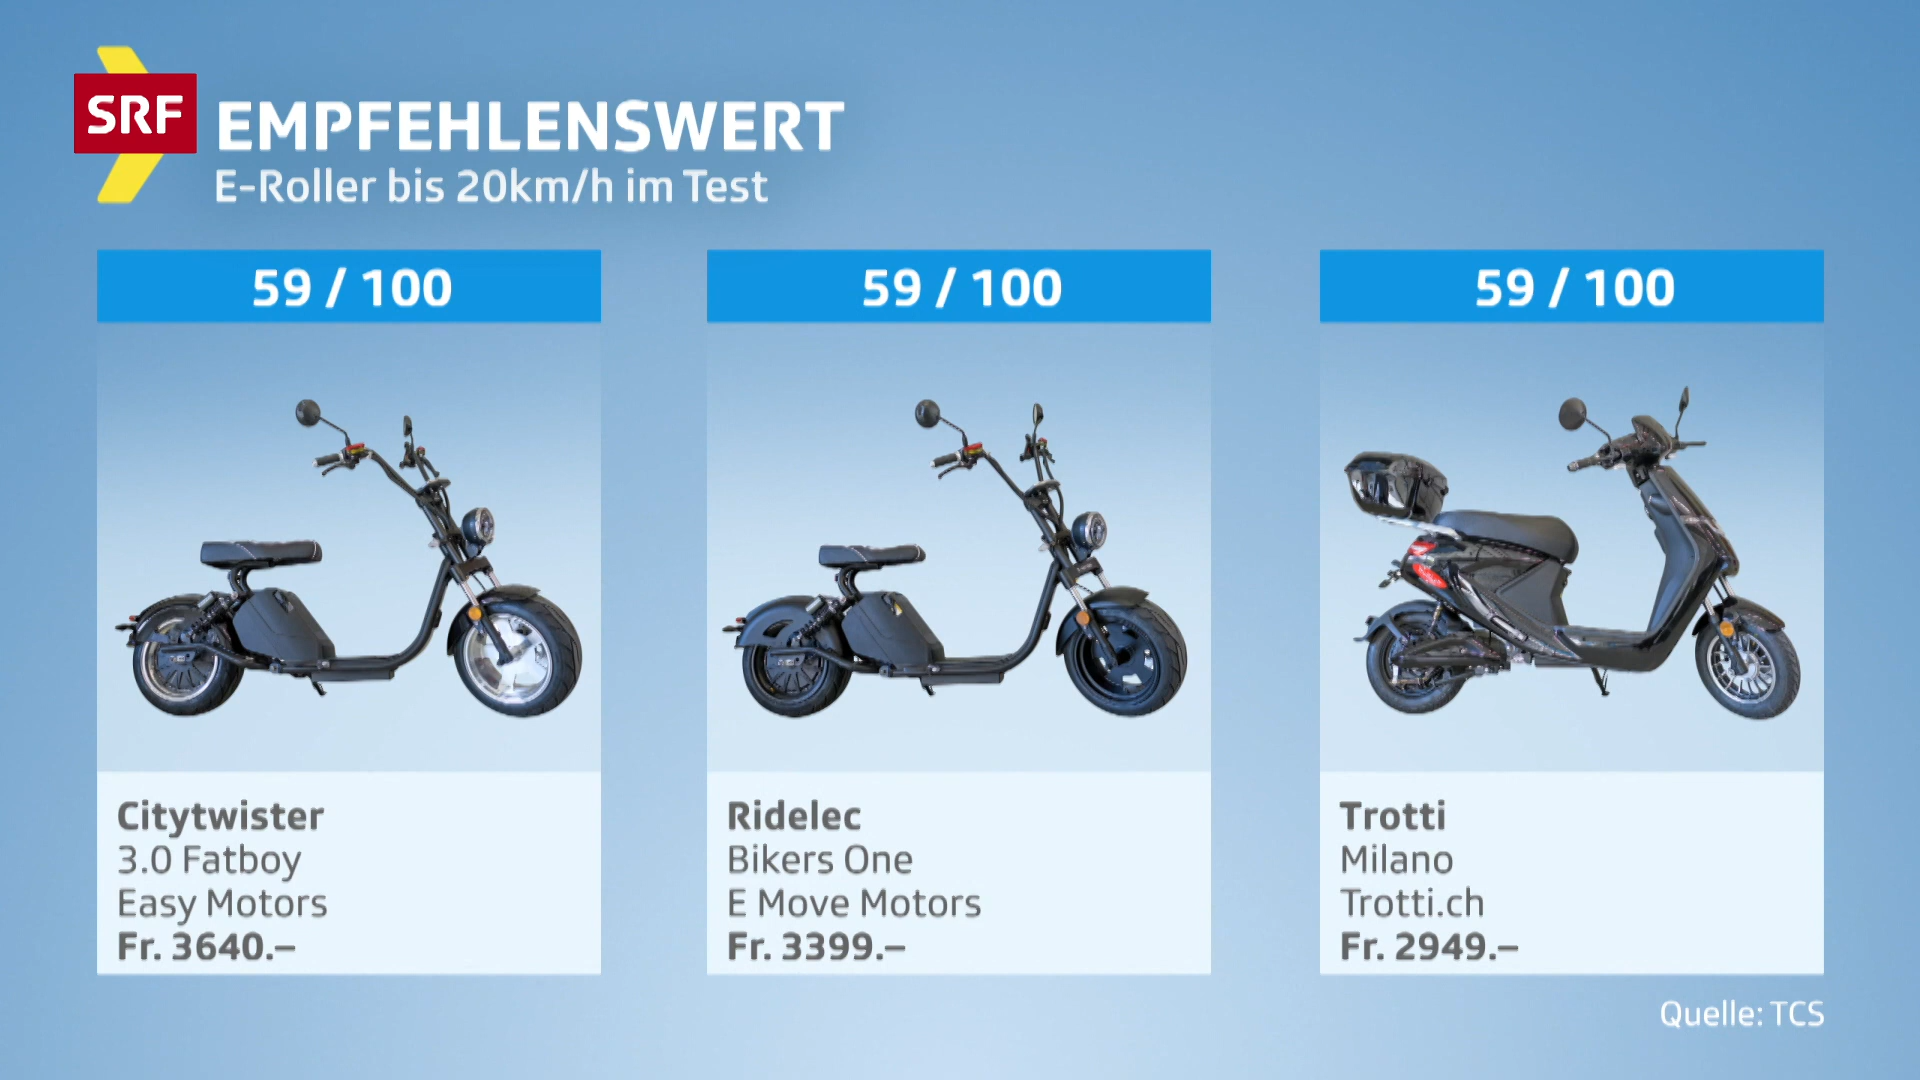 SRF
EMPFEHLENSWERT
E-Roller bis 20km/h im Test
59 / 100
Citytwister
3.0 Fatboy
Easy Motors
Fr. 3640.–
59 / 100
Ridelec
Bikers One
E Move Motors
Fr. 3399.–
59 / 100
Trotti
Milano
Trotti.ch
Fr. 2949.–
Quelle: TCS